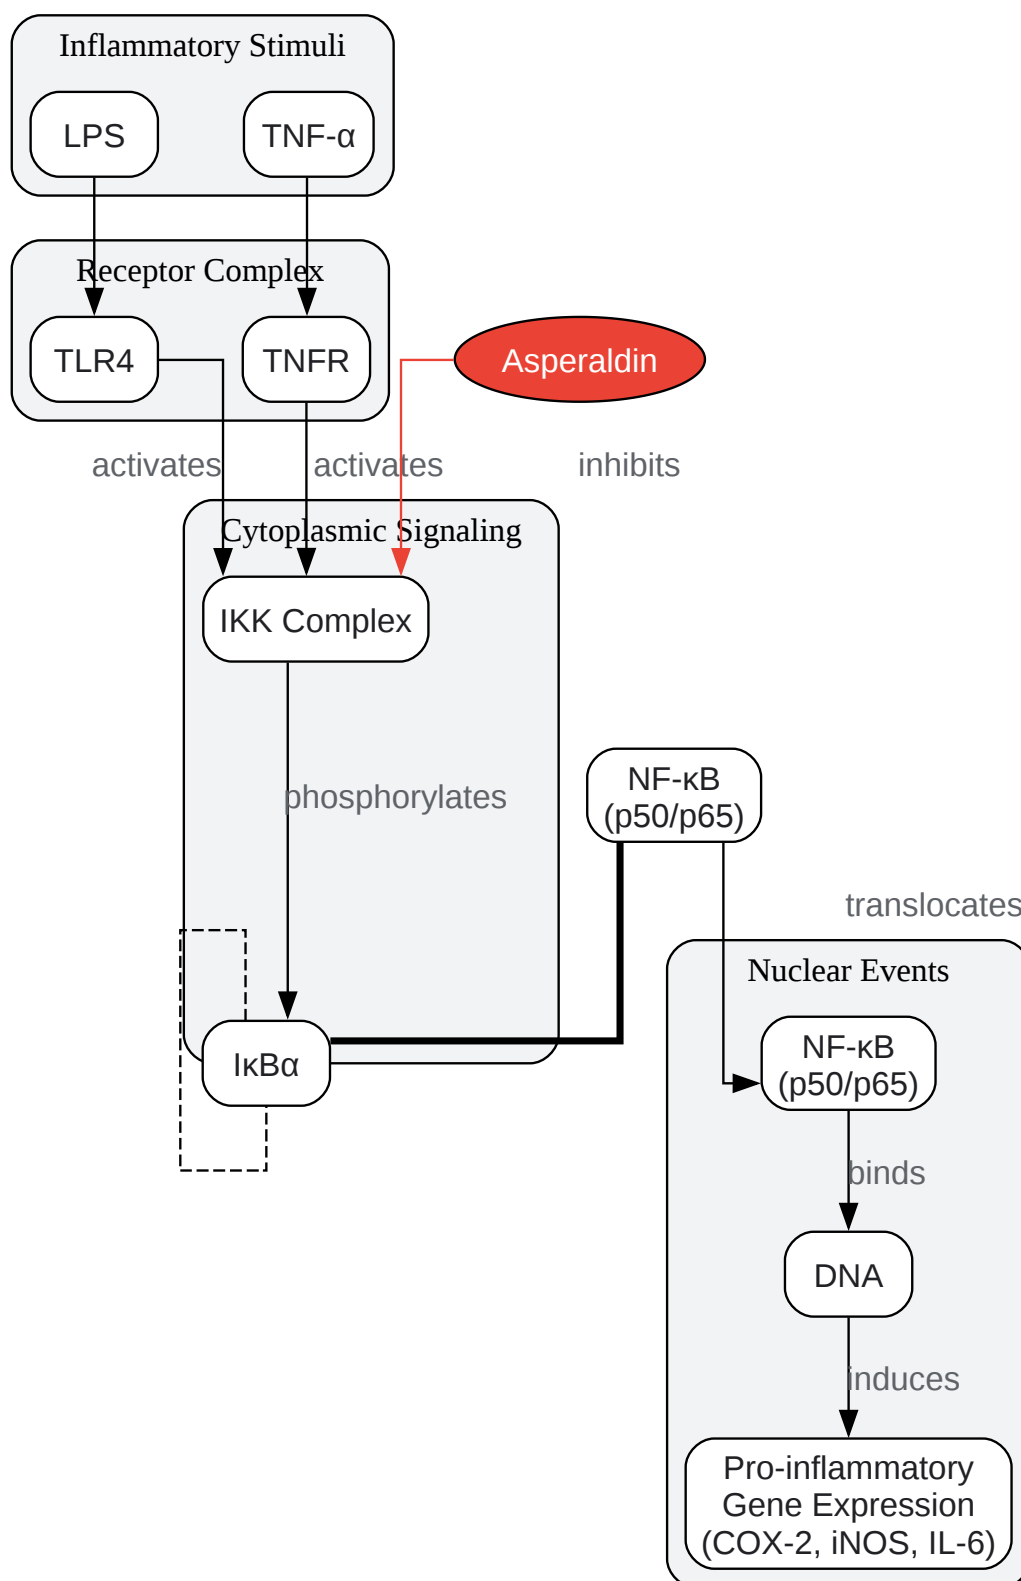 Inflammatory Stimuli
LPS
TNF-α
Receptor Complex
TLR4
TNFR
Asperaldin
activates
activates
inhibits
Cytoplasmic Signaling
IKK Complex
phosphorylates
NF-κB
(p50/p65)
translocates
Nuclear Events
IκBα
NF-κB
(p50/p65)
binds
DNA
induces
Pro-inflammatory
Gene Expression
(COX-2, iNOS, IL-6)